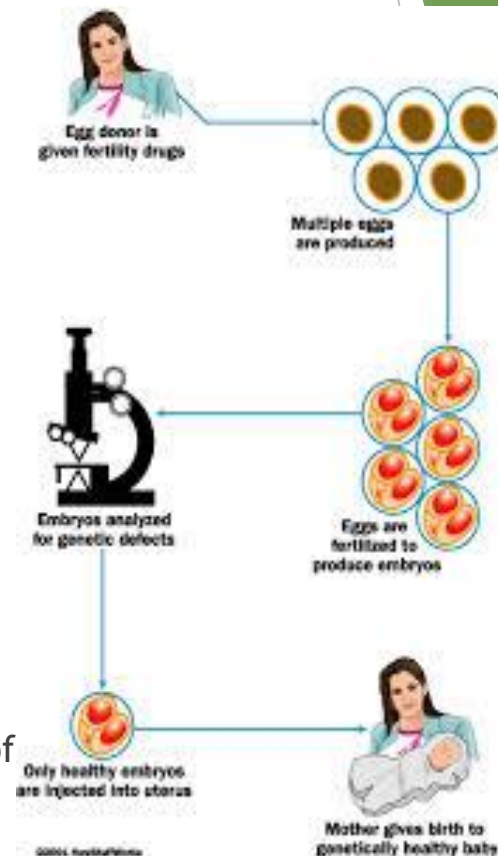 Egg donor is
given fertility drugs
Multiple eggs
are produced
Eggs are
fertilized to
produce embryos
Embryos analyzed
for genetic defects
of
Only healthy embryos
are injected into uterus
Mother gives birth to
genetically healthy baby